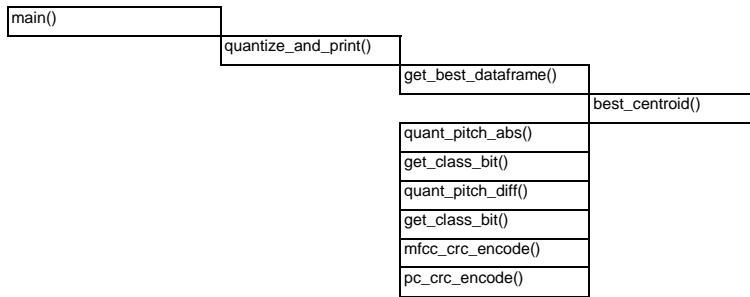 main()
quantize_and_print()
get_best_dataframe()
best_centroid()
quant_pitch_abs()
get_class_bit()
quant_pitch_diff()
get_class_bit()
mfcc_crc_encode()
pc_crc_encode()